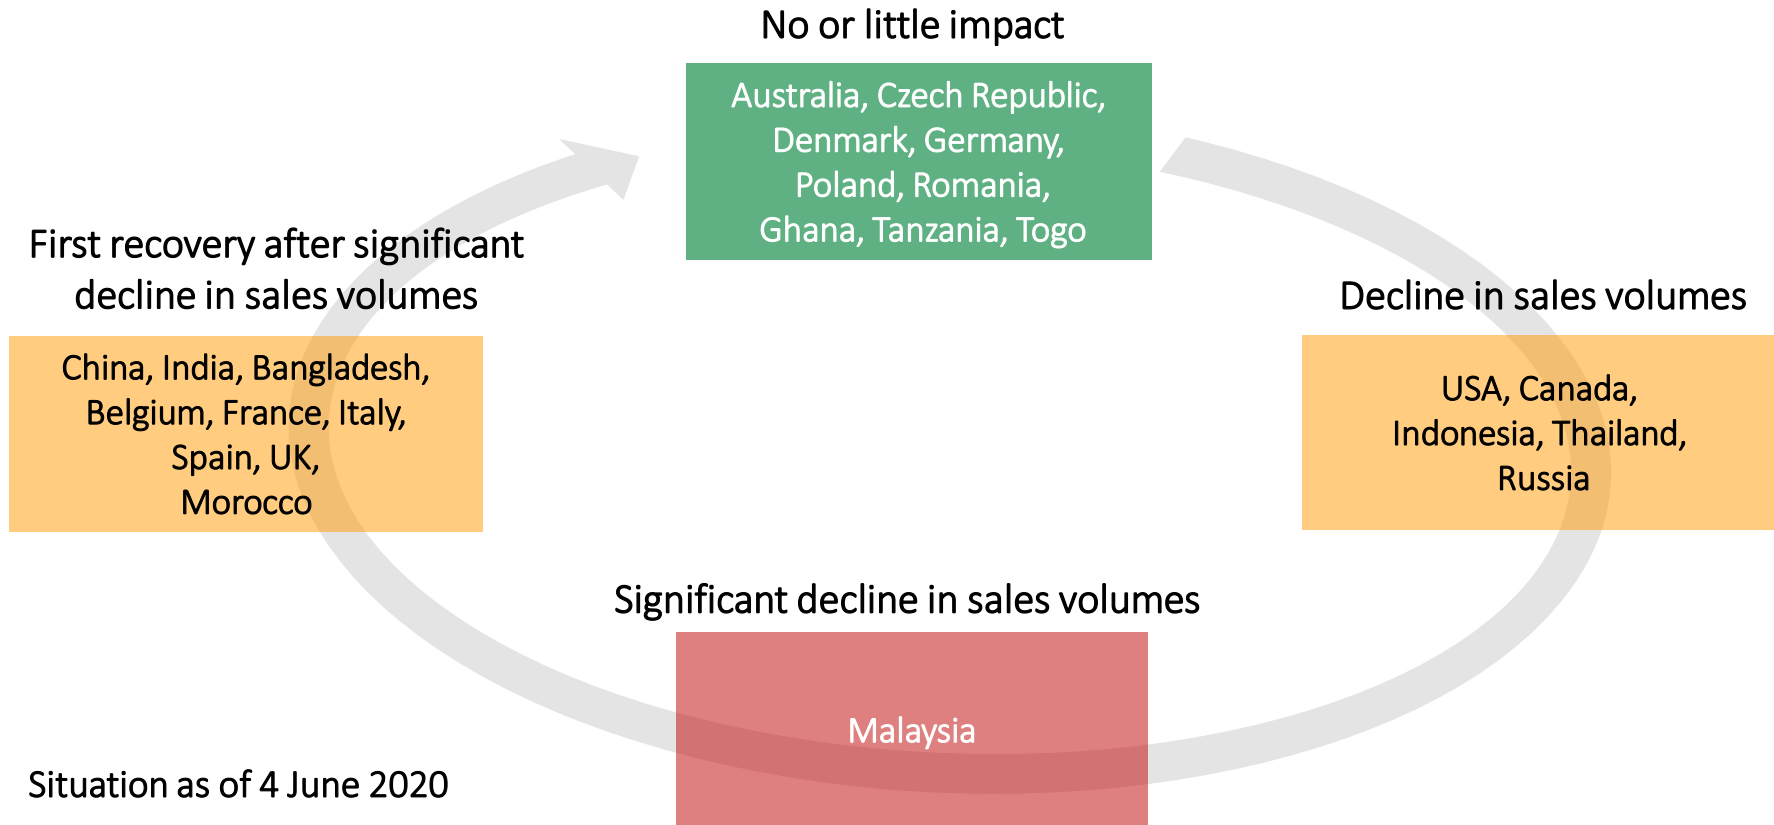 No or little impact
Australia, Czech Republic,
Denmark, Germany,
Poland, Romania,
Ghana, Tanzania, Togo
First recovery after significant
decline in sales volumes
China, India, Bangladesh,
Belgium, France, Italy,
Spain, UK,
Morocco
Decline in sales volumes
USA, Canada,
Indonesia, Thailand,
Russia
Significant decline in sales volumes
Malaysia
Situation as of 4 June 2020